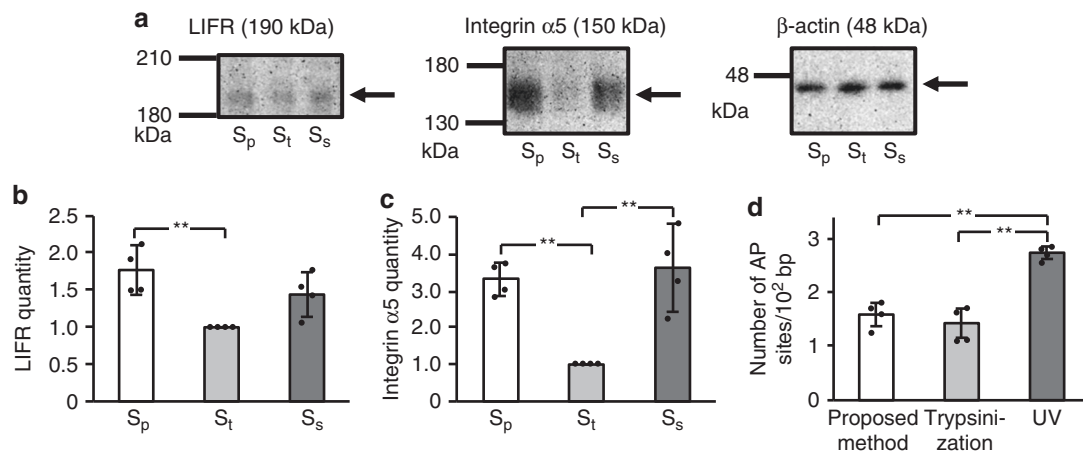 a
LIFR (190 kDa)
210
180
kDa
Sp St Ss
Integrin α5 (150 kDa)
180
130
kDa
Sp St Ss
β-actin (48 kDa)
48
kDa
Sp St Ss
b
LIFR quantity
2.5
2.0
1.5
1.0
0.5
0
**
Sp St Ss
c
Integrin α5 quantity
5.0
4.0
3.0
2.0
1.0
0
**
**
Sp St Ss
d
Number of AP
sites/10² bp
3
2
1
0
**
**
Proposed
method
Trypsini-
zation
UV